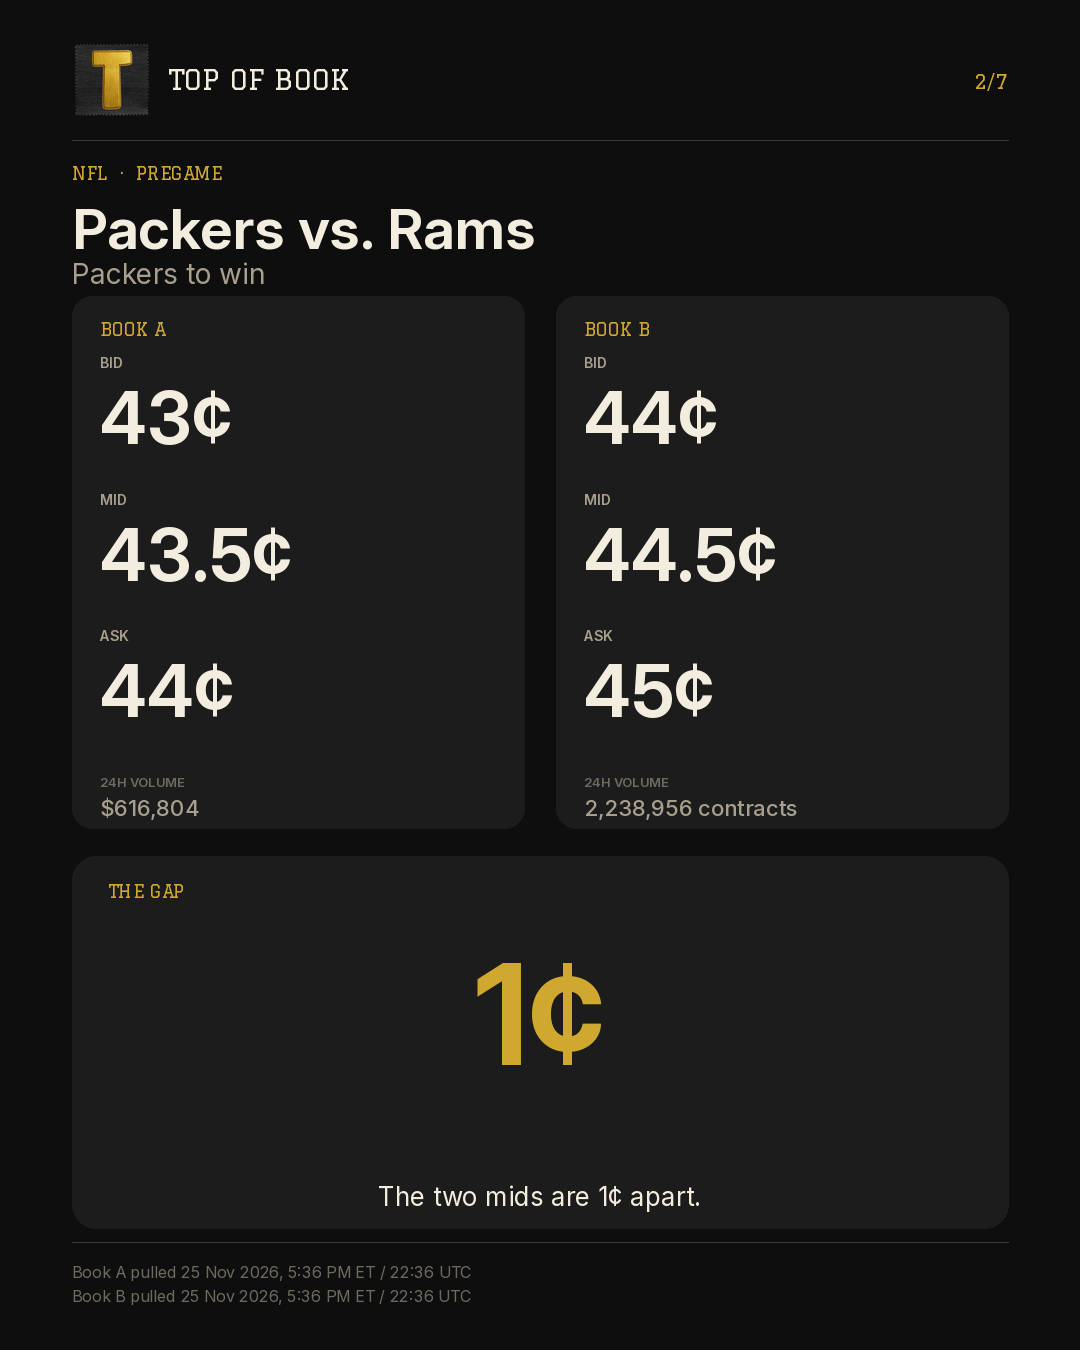 T
TOP OF BOOK
2/7
NFL · PREGAME
Packers vs. Rams
Packers to win
BOOK A
BID
43¢
MID
43.5¢
ASK
44¢
24H VOLUME
$616,804
BOOK B
BID
44¢
MID
44.5¢
ASK
45¢
24H VOLUME
2,238,956 contracts
THE GAP
1¢
The two mids are 1¢ apart.
Book A pulled 25 Nov 2026, 5:36 PM ET / 22:36 UTC
Book B pulled 25 Nov 2026, 5:36 PM ET / 22:36 UTC